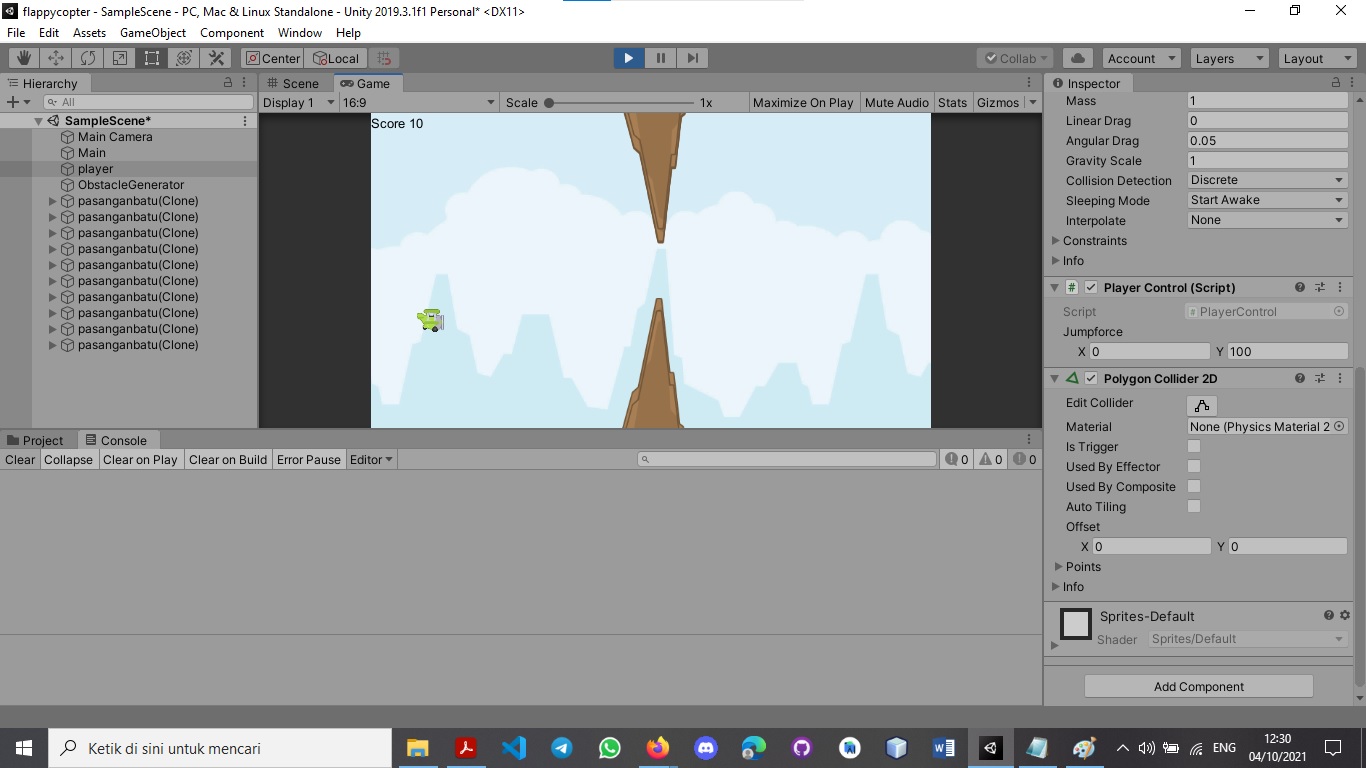 flappycopter - SampleScene - PC, Mac & Linux Standalone - Unity 2019.3.1f1 Personal* <DX11>
File Edit Assets GameObject Component Window Help
Center Local Collab Account Layers Layout
Hierarchy
All
SampleScene*
Main Camera
Main
player
ObstacleGenerator
pasanganbatu(Clone)
pasanganbatu(Clone)
pasanganbatu(Clone)
pasanganbatu(Clone)
pasanganbatu(Clone)
pasanganbatu(Clone)
pasanganbatu(Clone)
pasanganbatu(Clone)
pasanganbatu(Clone)
pasanganbatu(Clone)
Scene Game
Display 1 16:9 Scale 1x Maximize On Play Mute Audio Stats Gizmos
Score 10
Project Console
Clear Collapse Clear on Play Clear on Build Error Pause Editor 0 0 0
Inspector
Mass 1
Linear Drag 0
Angular Drag 0.05
Gravity Scale 1
Collision Detection Discrete
Sleeping Mode Start Awake
Interpolate None
Constraints
Info
# Player Control (Script)
Script # PlayerControl
Jumpforce
X 0 Y 100
Polygon Collider 2D
Edit Collider
Material None (Physics Material 2
Is Trigger
Used By Effector
Used By Composite
Auto Tiling
Offset
X 0 Y 0
Points
Info
Sprites-Default
Shader Sprites/Default
Add Component
Ketik di sini untuk mencari
ENG
12:30
04/10/2021